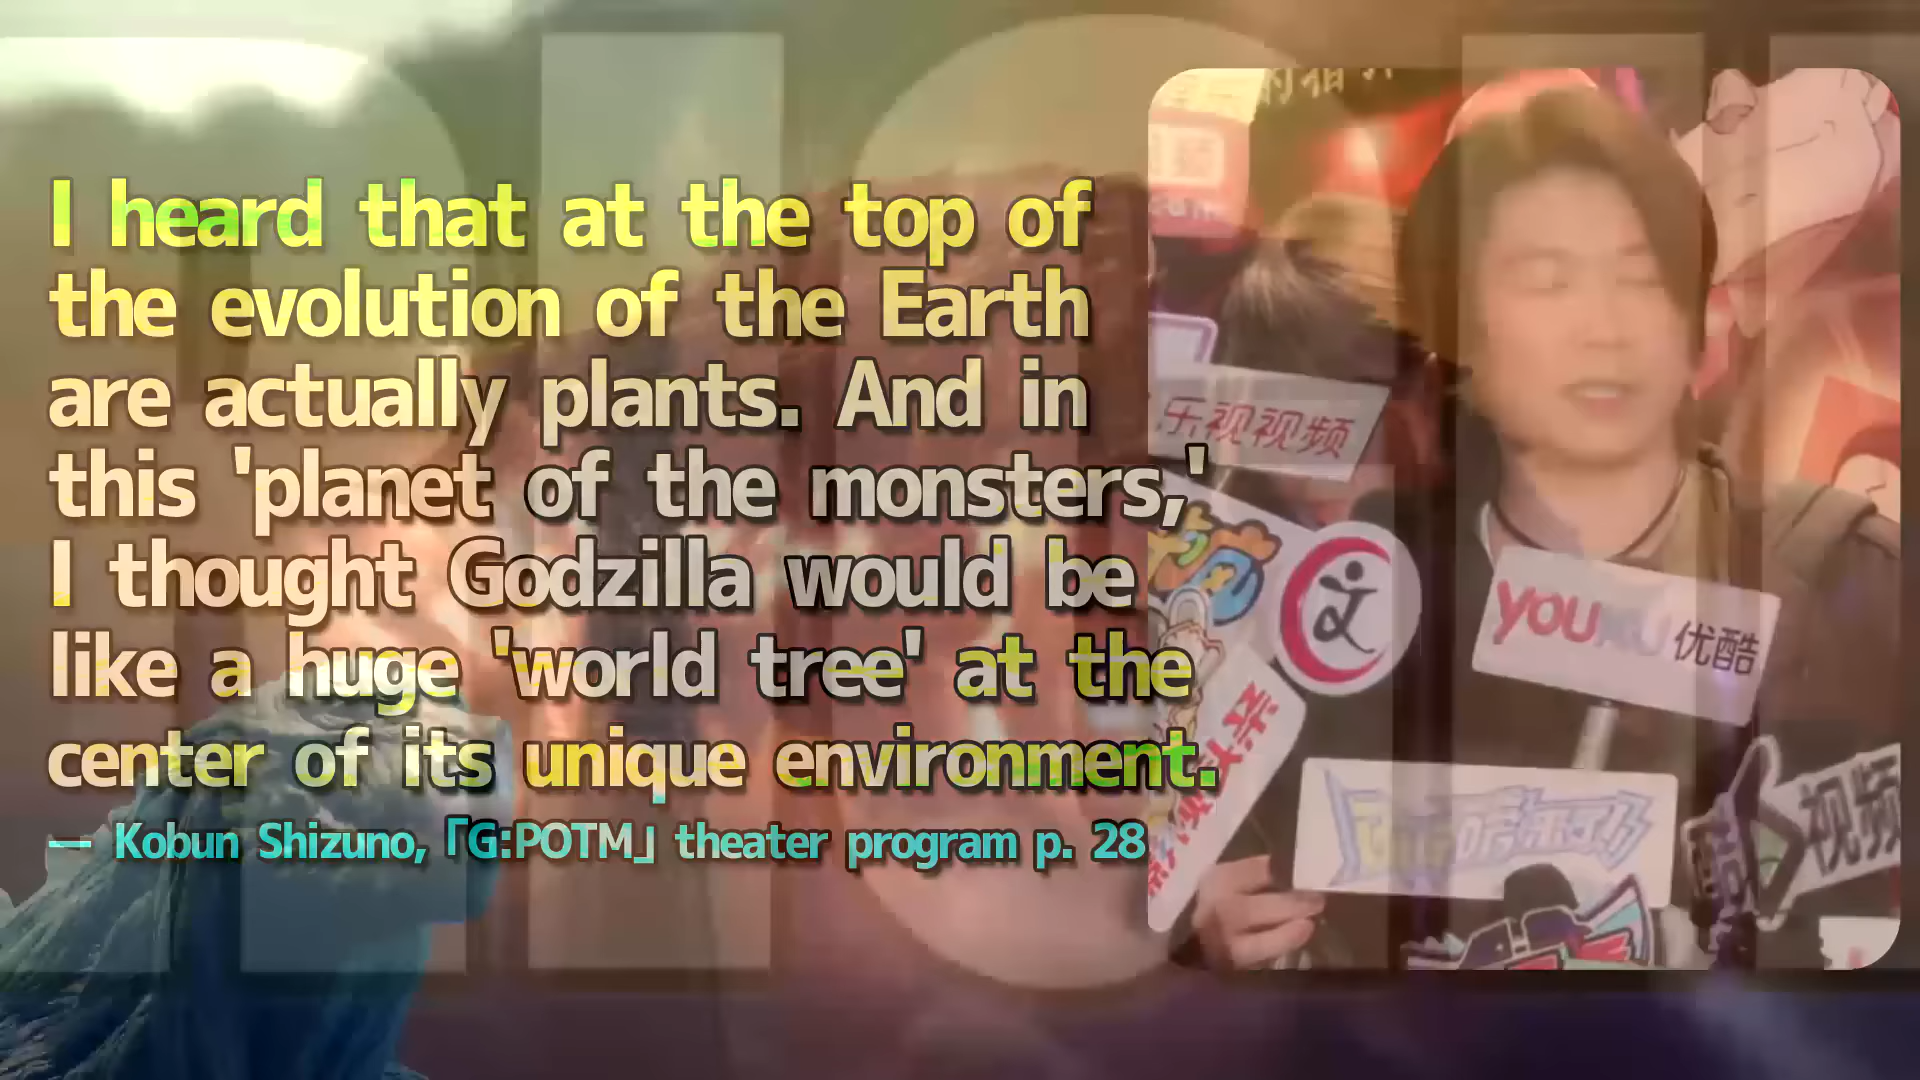 I heard that at the top of
the evolution of the Earth
are actually plants. And in
this 'planet of the monsters,'
I thought Godzilla would be
like a huge 'world tree' at the
center of its unique environment.
— Kobun Shizuno,「G:POTM」theater program p. 28
乐视视频
YOUKU 优酷
视频